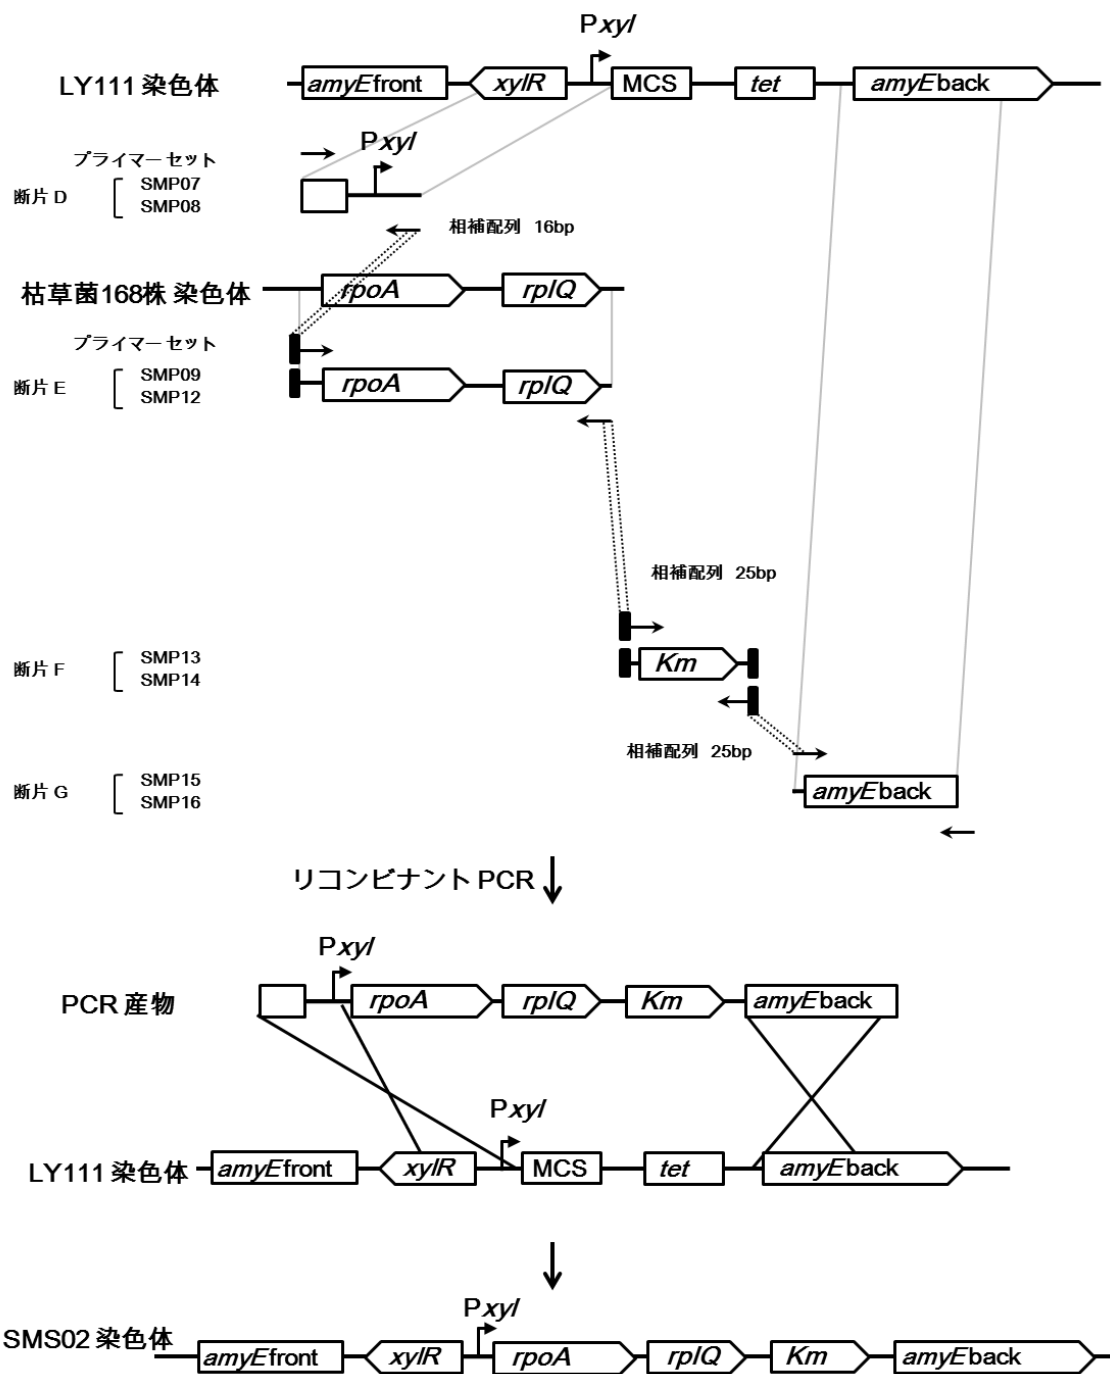 Pxyl
LY111 染色体
amyEfront
xylR
MCS
tet
amyEback
プライマーセット
Pxyl
断片 D
SMP07
SMP08
相補配列 16bp
枯草菌168株 染色体
rpoA
rplQ
プライマーセット
断片 E
SMP09
SMP12
rpoA
rplQ
相補配列 25bp
断片 F
SMP13
SMP14
Km
相補配列 25bp
断片 G
SMP15
SMP16
amyEback
リコンビナント PCR
Pxyl
PCR 産物
rpoA
rplQ
Km
amyEback
Pxyl
LY111 染色体
amyEfront
xylR
MCS
tet
amyEback
Pxyl
SMS02 染色体
amyEfront
xylR
rpoA
rplQ
Km
amyEback